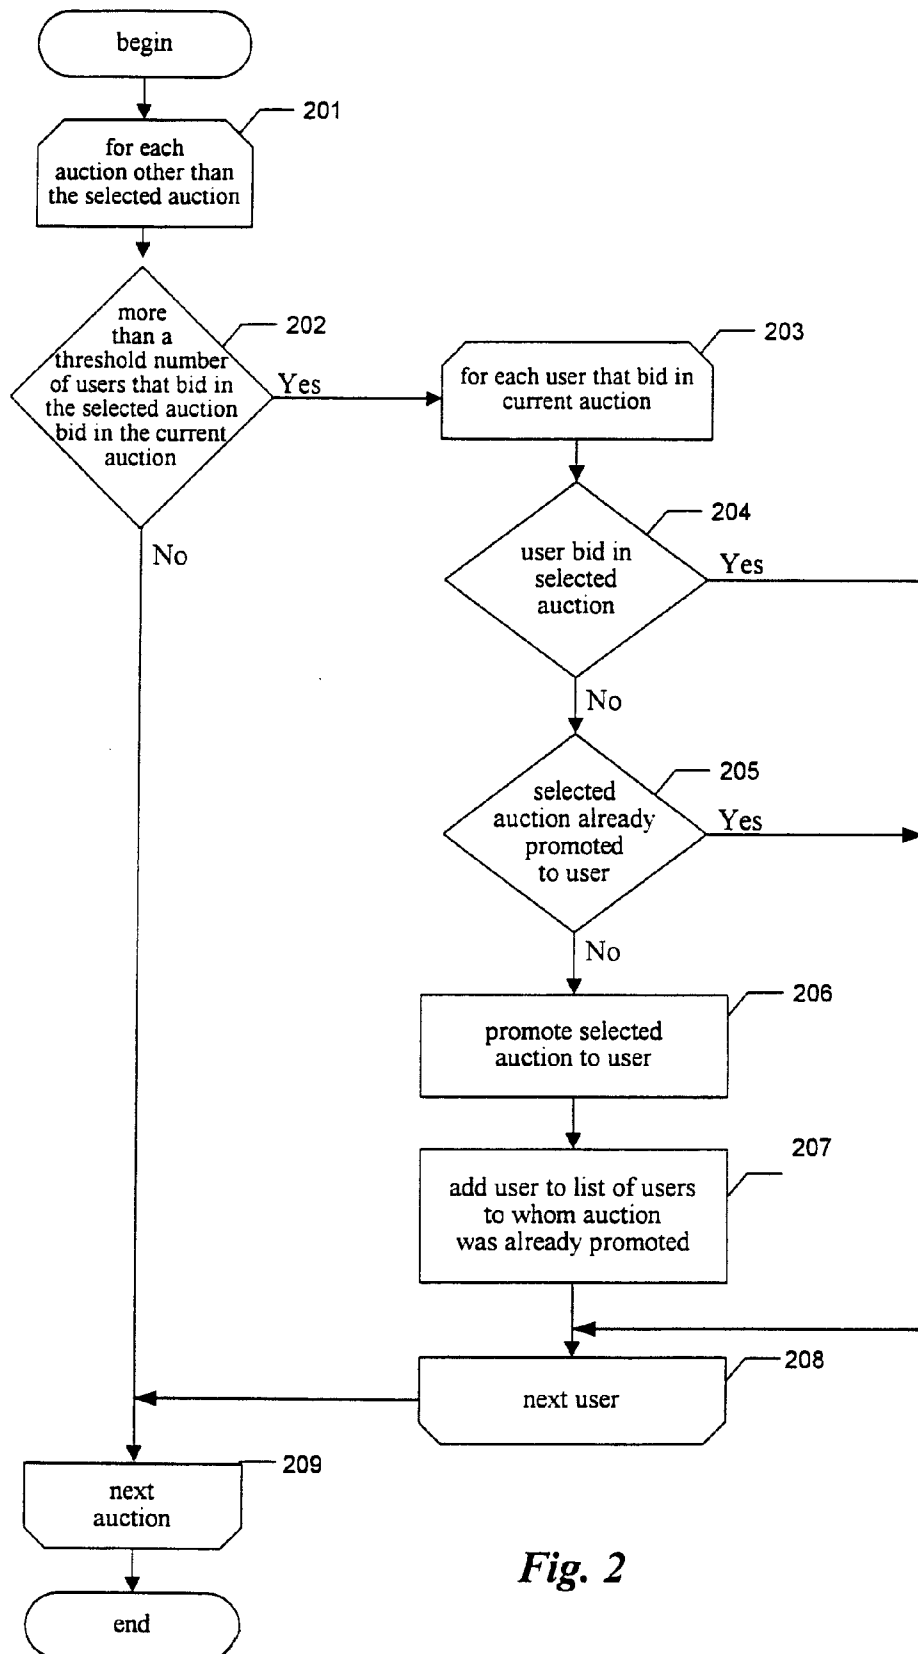 begin
201
for each
auction other than
the selected auction
more
than a
threshold number
of users that bid in
the selected auction
bid in the current
auction
202
Yes
No
203
for each user that bid in
current auction
204
user bid in
selected
auction
Yes
No
205
selected
auction already
promoted
to user
Yes
No
206
promote selected
auction to user
207
add user to list of users
to whom auction
was already promoted
208
next user
209
next
auction
end
Fig. 2